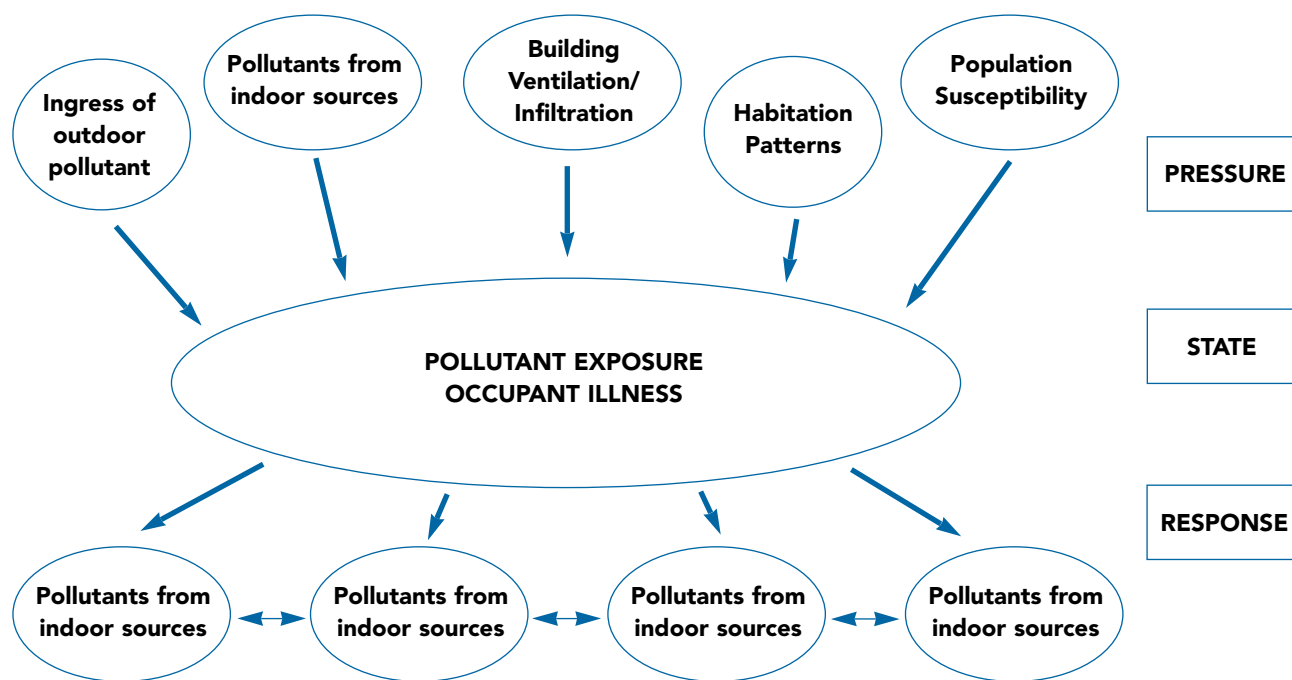 Ingress of
outdoor
pollutant
Pollutants from
indoor sources
Building
Ventilation/
Infiltration
Habitation
Patterns
Population
Susceptibility
PRESSURE
POLLUTANT EXPOSURE
OCCUPANT ILLNESS
STATE
RESPONSE
Pollutants from
indoor sources
Pollutants from
indoor sources
Pollutants from
indoor sources
Pollutants from
indoor sources